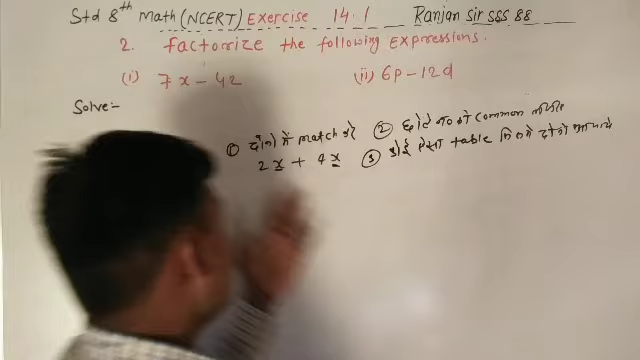 Std 8th Math (NCERT) Exercise 14.1 Ranjan Sir SSS 88
2. factorize the following Expressions.
(i) 7x - 42 (ii) 6p - 12q
Solve:-
① दोनो में match करे ② छोटे no को common लीजिए
2x + 4x ③ कोई ऐसा table जिसमें दोनो आ जाये